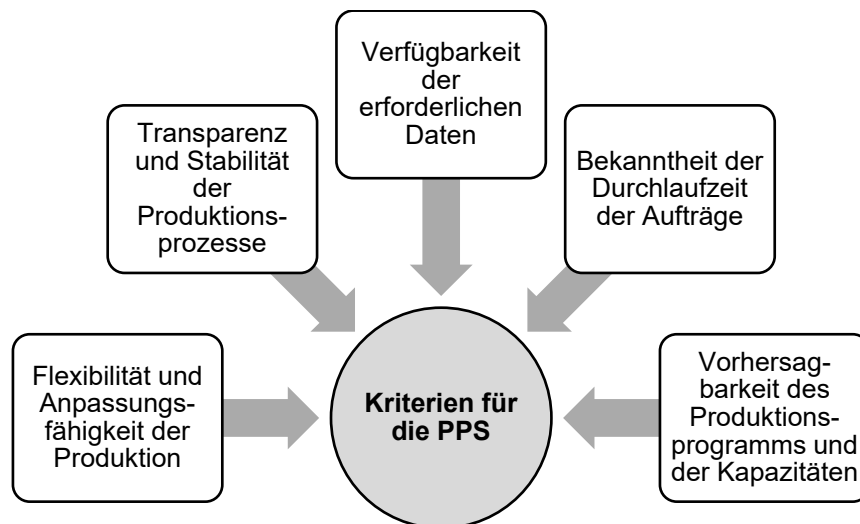 Verfügbarkeit
der
erforderlichen
Daten
Transparenz
und Stabilität
der
Produktions-
prozesse
Bekanntheit der
Durchlaufzeit
der Aufträge
Flexibilität und
Anpassungs-
fähigkeit der
Produktion
Kriterien für
die PPS
Vorhersag-
barkeit des
Produktions-
programms und
der Kapazitäten